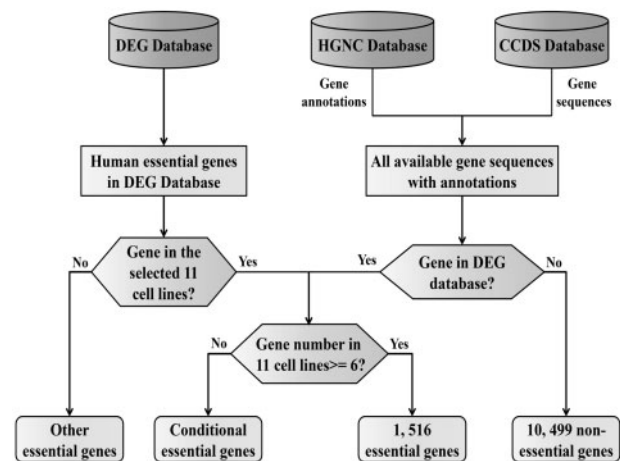 DEG Database
HGNC Database
CCDS Database
Gene
annotations
Gene
sequences
Human essential genes
in DEG Database
All available gene sequences
with annotations
Gene in the
selected 11
cell lines?
No
Yes
Yes
Gene in DEG
database?
No
Gene number in
11 cell lines>= 6?
No
Yes
Other
essential genes
Conditional
essential genes
1, 516
essential genes
10, 499 non-
essential genes